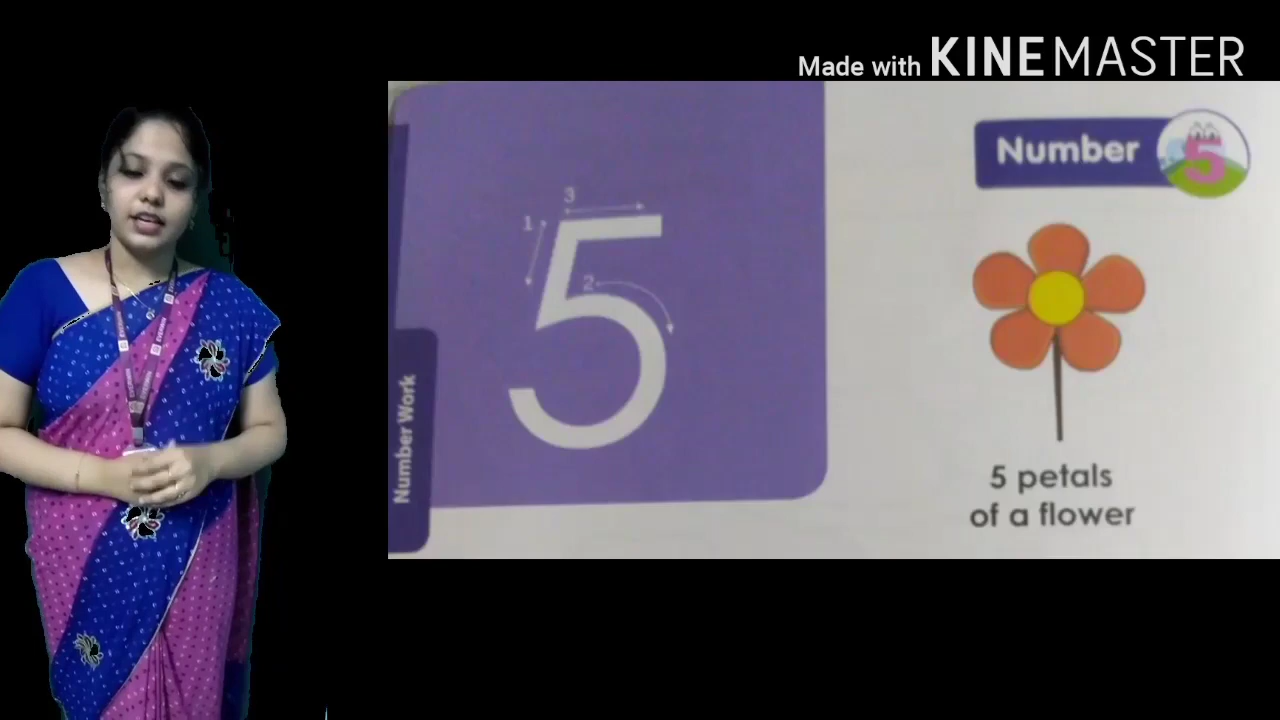 Made with KINEMASTER
Number 5
3
1
2
5
Number Work
5 petals
of a flower